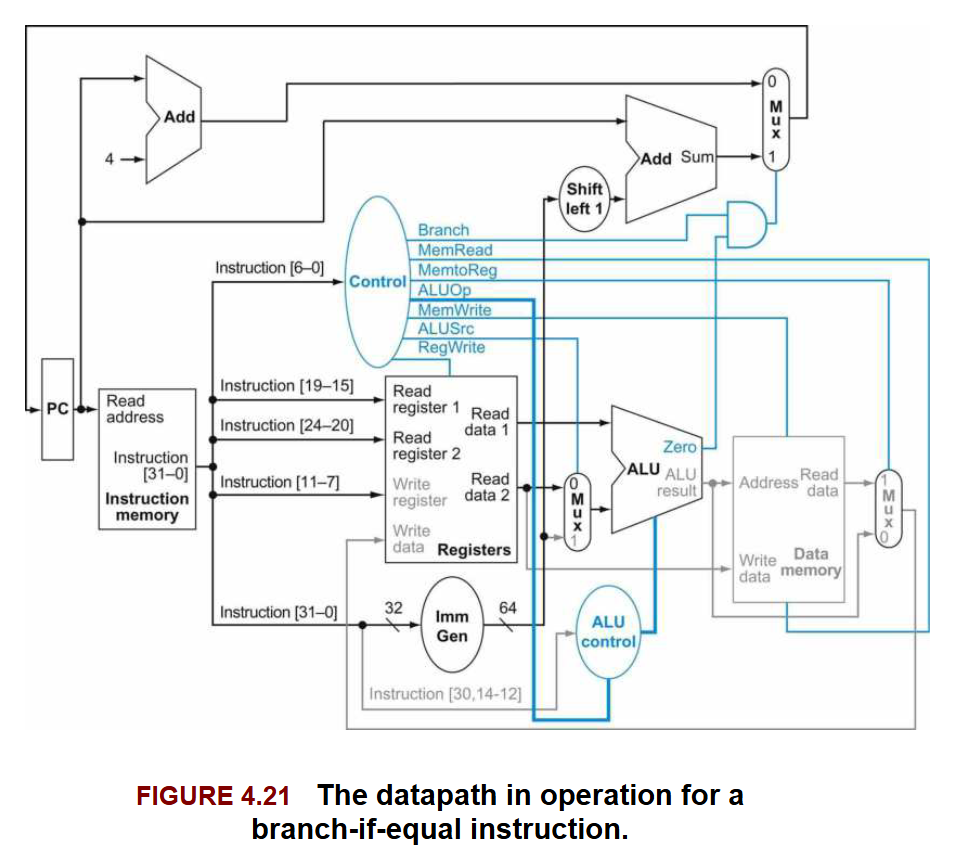 Add
4
0
M
u
x
1
Add Sum
Shift
left 1
Branch
MemRead
MemtoReg
ALUOp
MemWrite
ALUSrc
RegWrite
Control
Instruction [6–0]
PC
Read
address
Instruction
[31–0]
Instruction
memory
Instruction [19–15]
Instruction [24–20]
Instruction [11–7]
Instruction [31–0]
Read
register 1
Read
register 2
Write
register
Write
data
Read
data 1
Read
data 2
Registers
0
M
u
x
1
Zero
ALU
ALU
result
Address
Read
data
Write
data
Data
memory
1
M
u
x
0
32
Imm
Gen
64
ALU
control
Instruction [30,14-12]
FIGURE 4.21 The datapath in operation for a
branch-if-equal instruction.